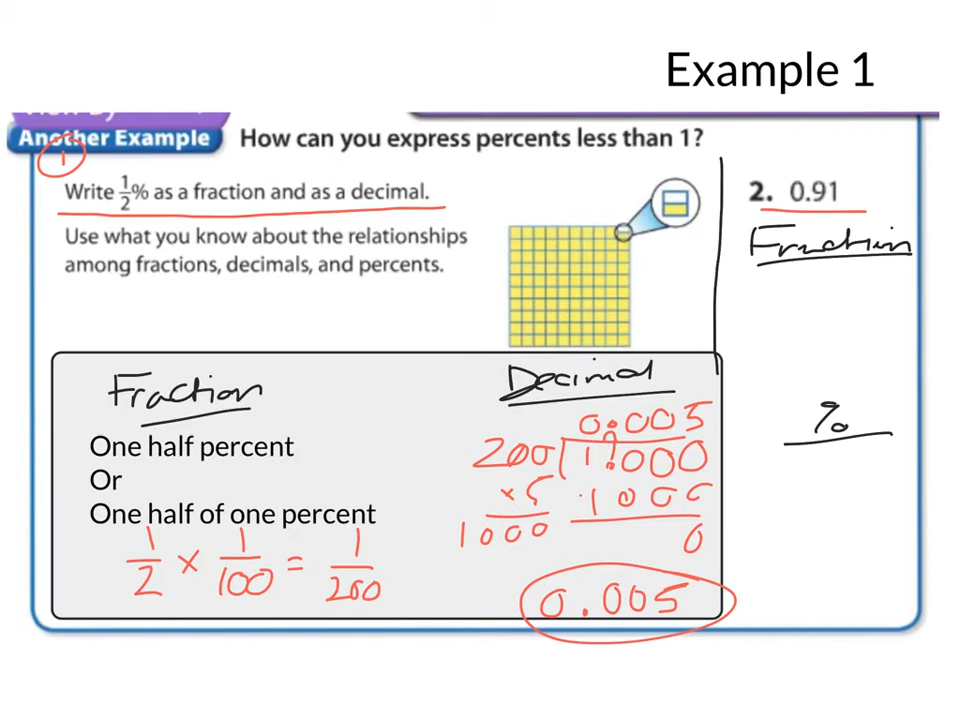 Example 1
Another Example How can you express percents less than 1?
1
Write 1/2% as a fraction and as a decimal.
Use what you know about the relationships
among fractions, decimals, and percents.
Fraction
One half percent
Or
One half of one percent
1/2 × 1/100 = 1/200
Decimal
0.005
200 1.000
×5 1000
1000 0
0.005
2. 0.91
Fraction
%